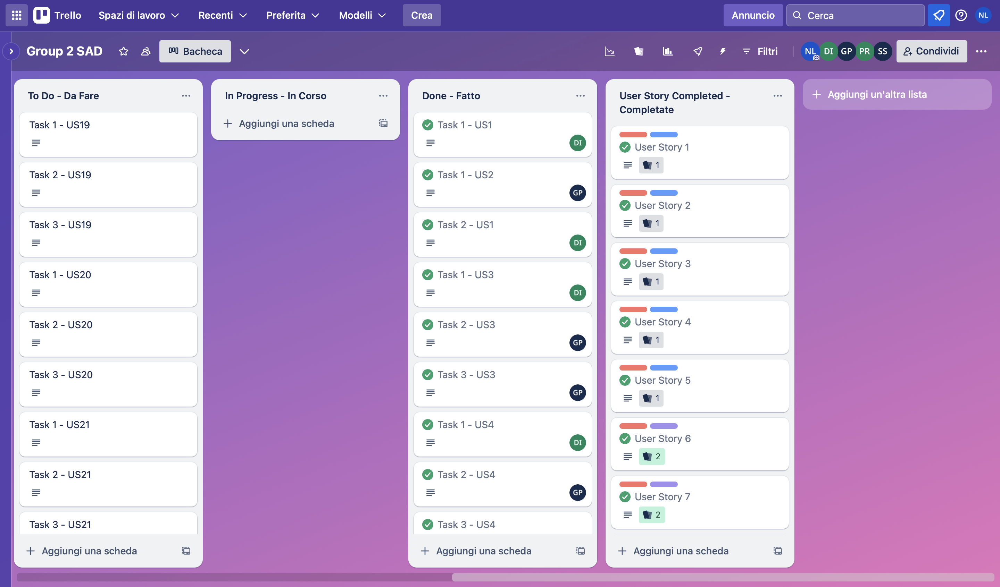 Trello
Spazi di lavoro
Recenti
Preferita
Modelli
Crea
Annuncio
Cerca
NL
Group 2 SAD
Bacheca
Filtri
NL
DI
GP
PR
SS
Condividi
To Do - Da Fare
Task 1 - US19
Task 2 - US19
Task 3 - US19
Task 1 - US20
Task 2 - US20
Task 3 - US20
Task 1 - US21
Task 2 - US21
Task 3 - US21
Aggiungi una scheda
In Progress - In Corso
Aggiungi una scheda
Done - Fatto
Task 1 - US1
DI
Task 1 - US2
GP
Task 2 - US1
DI
Task 1 - US3
DI
Task 2 - US3
GP
Task 3 - US3
GP
Task 1 - US4
DI
Task 2 - US4
GP
Task 3 - US4
Aggiungi una scheda
User Story Completed -
Completate
User Story 1
1
User Story 2
1
User Story 3
1
User Story 4
1
User Story 5
1
User Story 6
2
User Story 7
2
Aggiungi una scheda
Aggiungi un'altra lista